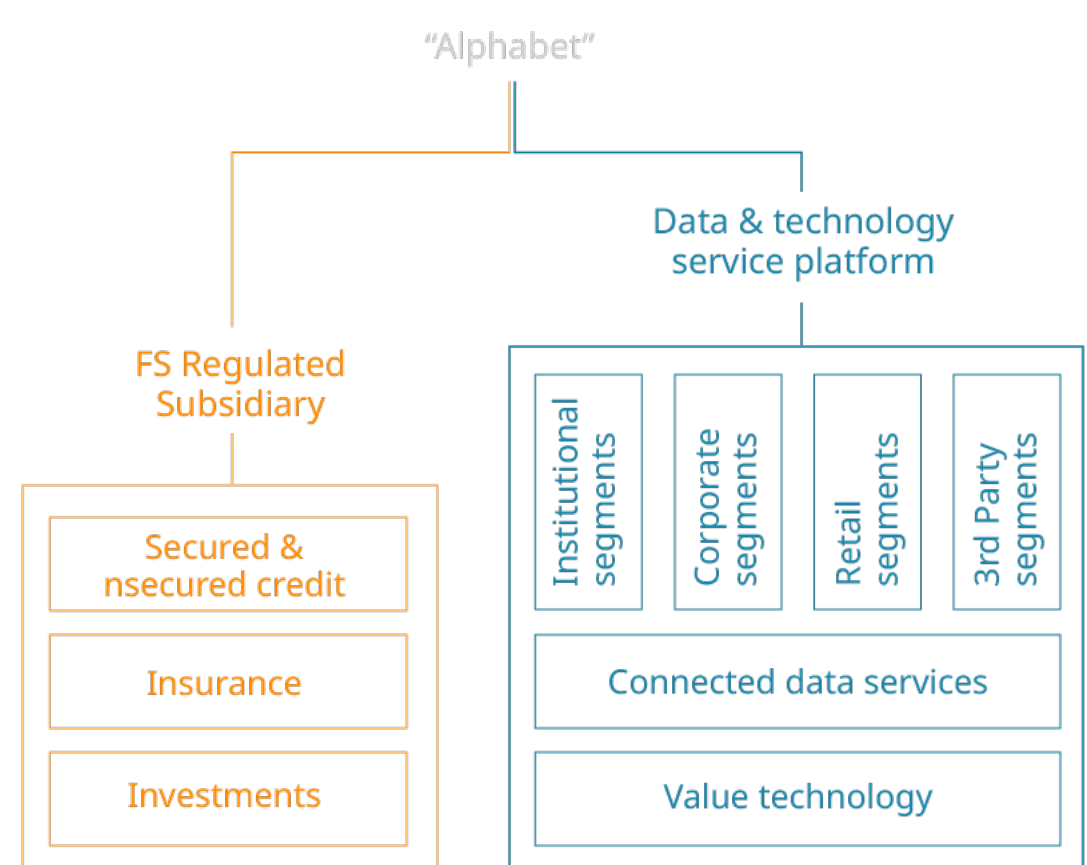 “Alphabet”
Data & technology
service platform
FS Regulated
Subsidiary
Secured &
nsecured credit
Insurance
Investments
Institutional
segments
Corporate
segments
Retail
segments
3rd Party
segments
Connected data services
Value technology